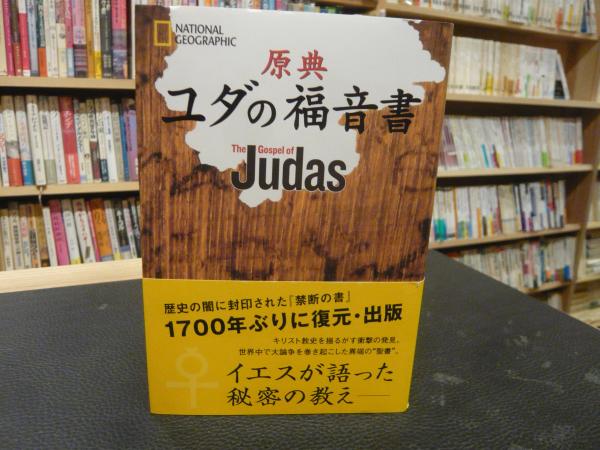 NATIONAL
GEOGRAPHIC
原典
ユダの福音書
The Gospel of
Judas
歴史の闇に封印された『禁断の書』
1700年ぶりに復元・出版
キリスト教史を揺るがす衝撃の発見。
世界中で大論争を巻き起こした異端の“聖書”。
イエスが語った
秘密の教え——